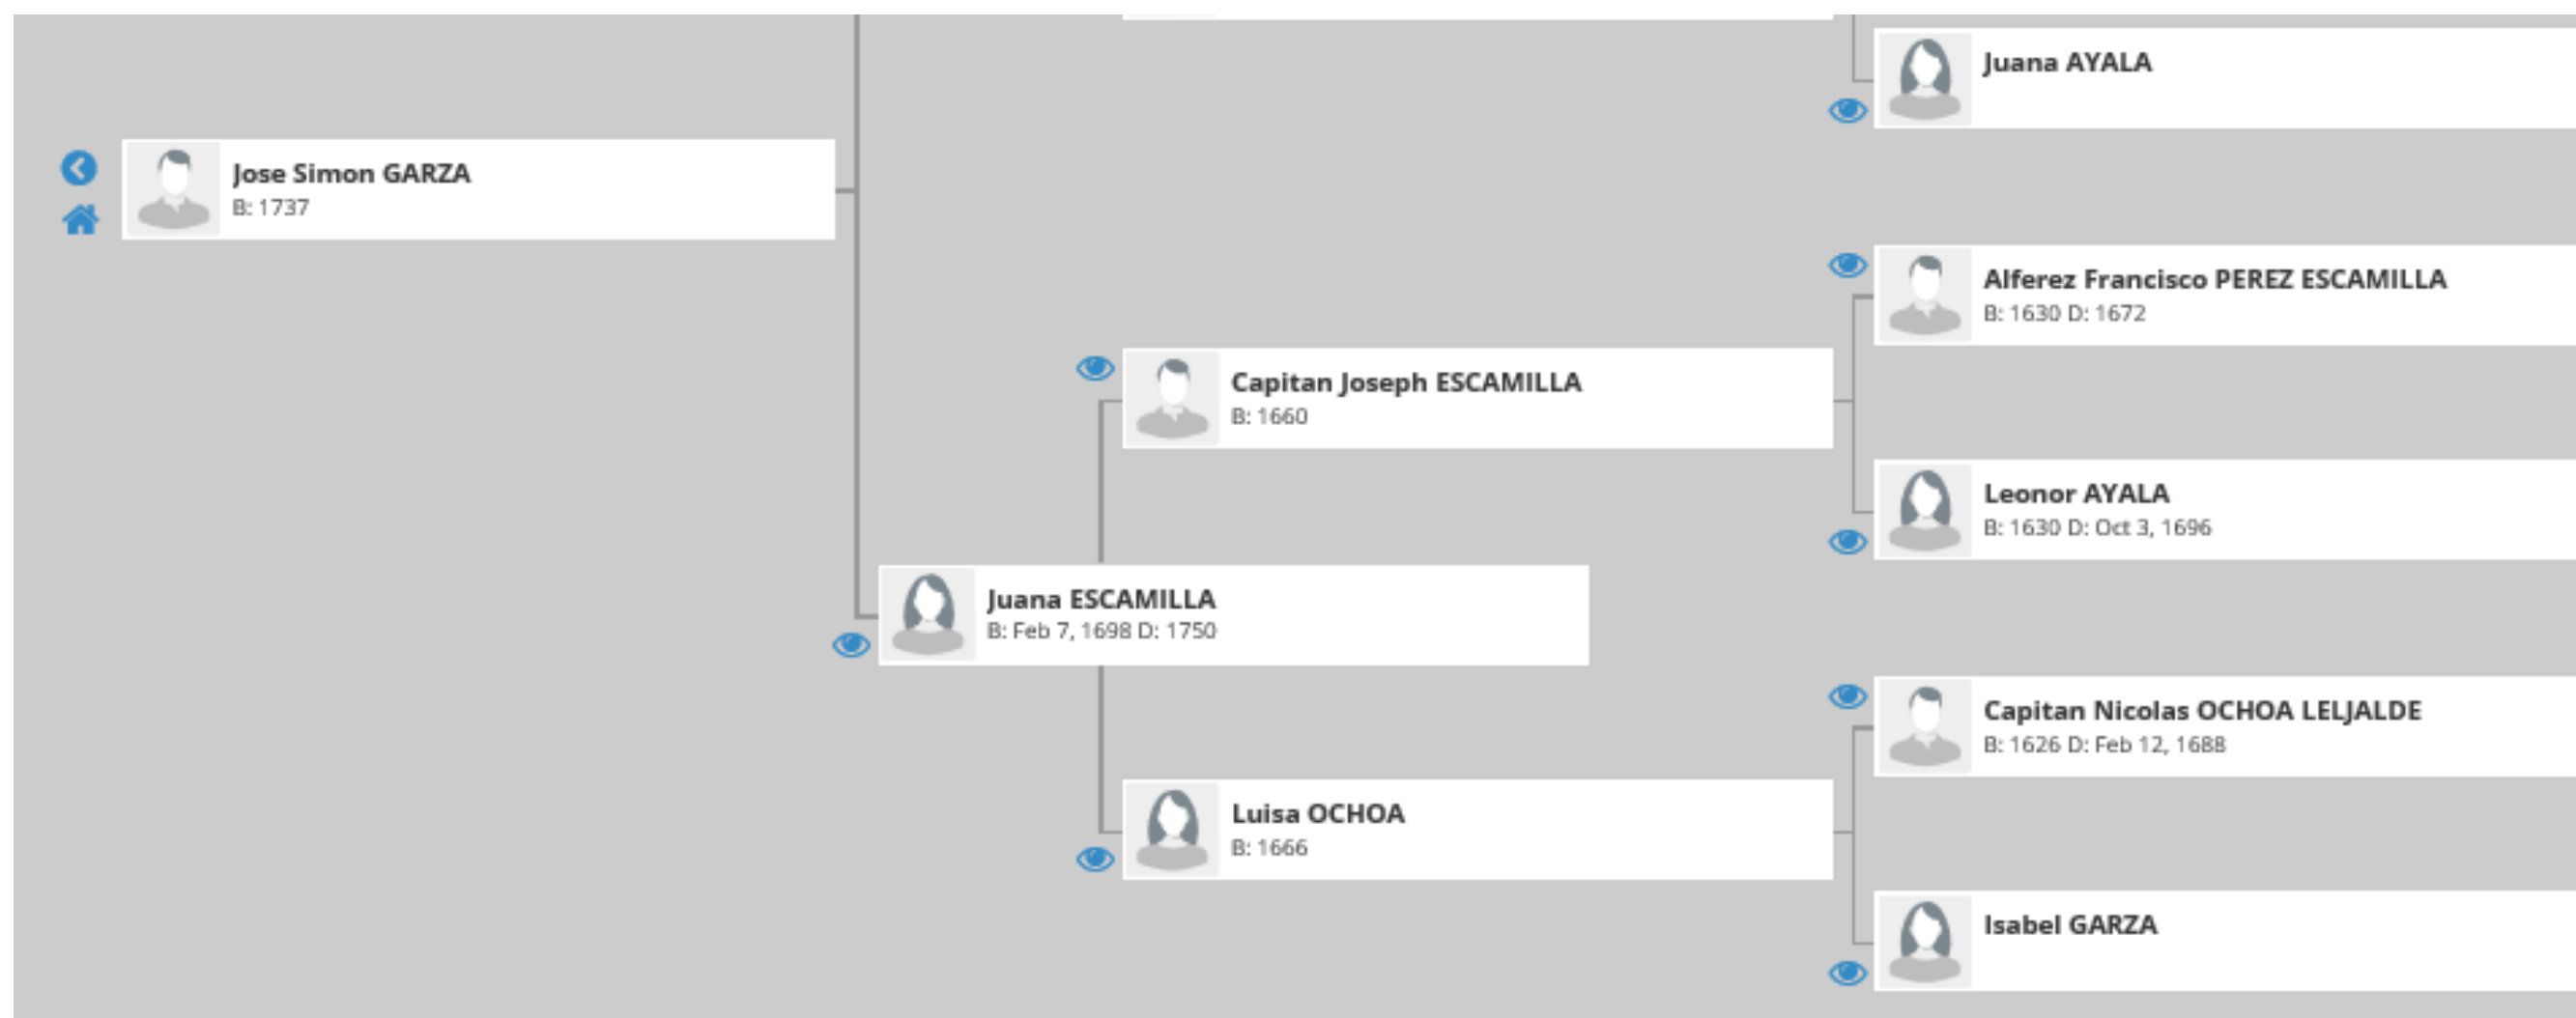 Juana AYALA
Jose Simon GARZA
B: 1737
Alferez Francisco PEREZ ESCAMILLA
B: 1630 D: 1672
Capitan Joseph ESCAMILLA
B: 1660
Leonor AYALA
B: 1630 D: Oct 3, 1696
Juana ESCAMILLA
B: Feb 7, 1698 D: 1750
Capitan Nicolas OCHOA LELJALDE
B: 1626 D: Feb 12, 1688
Luisa OCHOA
B: 1666
Isabel GARZA